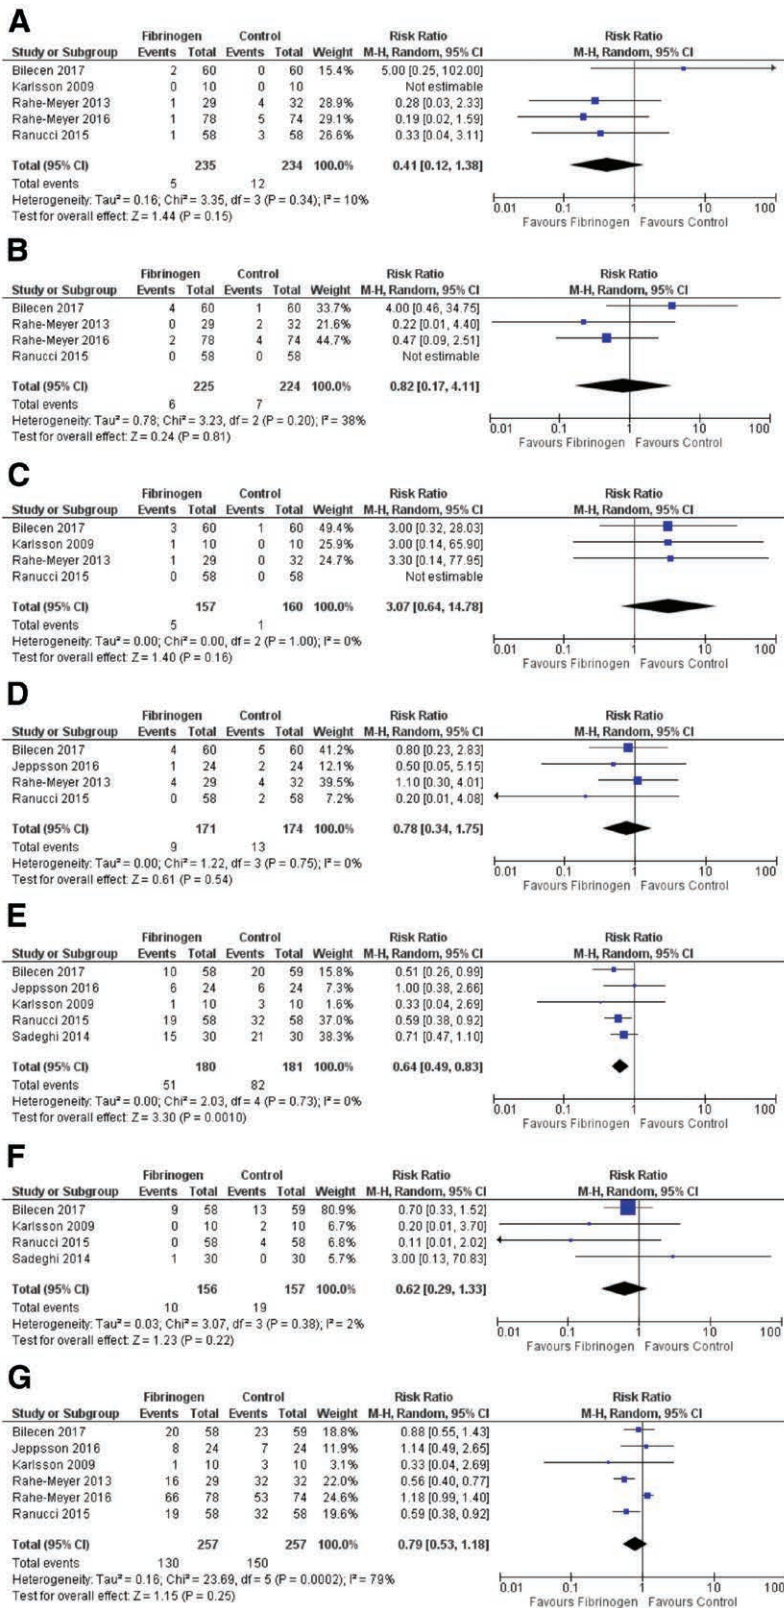 A
Fibrinogen Control Risk Ratio Risk Ratio
Study or Subgroup Events Total Events Total Weight M-H, Random, 95% CI M-H, Random, 95% CI
Bilecen 2017 2 60 0 60 15.4% 5.00 [0.25, 102.00]
Karlsson 2009 0 10 0 10 Not estimable
Rahe-Meyer 2013 1 29 4 32 28.9% 0.28 [0.03, 2.33]
Rahe-Meyer 2016 1 78 5 74 29.1% 0.19 [0.02, 1.59]
Ranucci 2015 1 58 3 58 26.6% 0.33 [0.04, 3.11]
Total (95% CI) 235 234 100.0% 0.41 [0.12, 1.38]
Total events 5 12
Heterogeneity: Tau² = 0.16; Chi² = 3.35, df = 3 (P = 0.34); I² = 10%
Test for overall effect: Z = 1.44 (P = 0.15)
0.01 0.1 1 10 100
Favours Fibrinogen Favours Control
B
Fibrinogen Control Risk Ratio Risk Ratio
Study or Subgroup Events Total Events Total Weight M-H, Random, 95% CI M-H, Random, 95% CI
Bilecen 2017 4 60 1 60 33.7% 4.00 [0.46, 34.75]
Rahe-Meyer 2013 0 29 2 32 21.6% 0.22 [0.01, 4.40]
Rahe-Meyer 2016 2 78 4 74 44.7% 0.47 [0.09, 2.51]
Ranucci 2015 0 58 0 58 Not estimable
Total (95% CI) 225 224 100.0% 0.82 [0.17, 4.11]
Total events 6 7
Heterogeneity: Tau² = 0.78; Chi² = 3.23, df = 2 (P = 0.20); I² = 38%
Test for overall effect: Z = 0.24 (P = 0.81)
0.01 0.1 1 10 100
Favours Fibrinogen Favours Control
C
Fibrinogen Control Risk Ratio Risk Ratio
Study or Subgroup Events Total Events Total Weight M-H, Random, 95% CI M-H, Random, 95% CI
Bilecen 2017 3 60 1 60 49.4% 3.00 [0.32, 28.03]
Karlsson 2009 1 10 0 10 25.9% 3.00 [0.14, 65.90]
Rahe-Meyer 2013 1 29 0 32 24.7% 3.30 [0.14, 77.95]
Ranucci 2015 0 58 0 58 Not estimable
Total (95% CI) 157 160 100.0% 3.07 [0.64, 14.78]
Total events 5 1
Heterogeneity: Tau² = 0.00; Chi² = 0.00, df = 2 (P = 1.00); I² = 0%
Test for overall effect: Z = 1.40 (P = 0.16)
0.01 0.1 1 10 100
Favours Fibrinogen Favours Control
D
Fibrinogen Control Risk Ratio Risk Ratio
Study or Subgroup Events Total Events Total Weight M-H, Random, 95% CI M-H, Random, 95% CI
Bilecen 2017 4 60 5 60 41.2% 0.80 [0.23, 2.83]
Jeppsson 2016 1 24 2 24 12.1% 0.50 [0.05, 5.15]
Rahe-Meyer 2013 4 29 4 32 39.5% 1.10 [0.30, 4.01]
Ranucci 2015 0 58 2 58 7.2% 0.20 [0.01, 4.08]
Total (95% CI) 171 174 100.0% 0.78 [0.34, 1.75]
Total events 9 13
Heterogeneity: Tau² = 0.00; Chi² = 1.22, df = 3 (P = 0.75); I² = 0%
Test for overall effect: Z = 0.61 (P = 0.54)
0.01 0.1 1 10 100
Favours Fibrinogen Favours Control
E
Fibrinogen Control Risk Ratio Risk Ratio
Study or Subgroup Events Total Events Total Weight M-H, Random, 95% CI M-H, Random, 95% CI
Bilecen 2017 10 58 20 59 15.8% 0.51 [0.26, 0.99]
Jeppsson 2016 6 24 6 24 7.3% 1.00 [0.38, 2.66]
Karlsson 2009 1 10 3 10 1.6% 0.33 [0.04, 2.69]
Ranucci 2015 19 58 32 58 37.0% 0.59 [0.38, 0.92]
Sadeghi 2014 15 30 21 30 38.3% 0.71 [0.47, 1.10]
Total (95% CI) 180 181 100.0% 0.64 [0.49, 0.83]
Total events 51 82
Heterogeneity: Tau² = 0.00; Chi² = 2.03, df = 4 (P = 0.73); I² = 0%
Test for overall effect: Z = 3.30 (P = 0.0010)
0.01 0.1 1 10 100
Favours Fibrinogen Favours Control
F
Fibrinogen Control Risk Ratio Risk Ratio
Study or Subgroup Events Total Events Total Weight M-H, Random, 95% CI M-H, Random, 95% CI
Bilecen 2017 9 58 13 59 80.9% 0.70 [0.33, 1.52]
Karlsson 2009 0 10 2 10 6.7% 0.20 [0.01, 3.70]
Ranucci 2015 0 58 4 58 6.8% 0.11 [0.01, 2.02]
Sadeghi 2014 1 30 0 30 5.7% 3.00 [0.13, 70.83]
Total (95% CI) 156 157 100.0% 0.62 [0.29, 1.33]
Total events 10 19
Heterogeneity: Tau² = 0.03; Chi² = 3.07, df = 3 (P = 0.38); I² = 2%
Test for overall effect: Z = 1.23 (P = 0.22)
0.01 0.1 1 10 100
Favours Fibrinogen Favours Control
G
Fibrinogen Control Risk Ratio Risk Ratio
Study or Subgroup Events Total Events Total Weight M-H, Random, 95% CI M-H, Random, 95% CI
Bilecen 2017 20 58 23 59 18.8% 0.88 [0.55, 1.43]
Jeppsson 2016 8 24 7 24 11.9% 1.14 [0.49, 2.65]
Karlsson 2009 1 10 3 10 3.1% 0.33 [0.04, 2.69]
Rahe-Meyer 2013 16 29 32 32 22.0% 0.56 [0.40, 0.77]
Rahe-Meyer 2016 66 78 53 74 24.6% 1.18 [0.99, 1.40]
Ranucci 2015 19 58 32 58 19.6% 0.59 [0.38, 0.92]
Total (95% CI) 257 257 100.0% 0.79 [0.53, 1.18]
Total events 130 150
Heterogeneity: Tau² = 0.16; Chi² = 23.69, df = 5 (P = 0.0002); I² = 79%
Test for overall effect: Z = 1.15 (P = 0.25)
0.01 0.1 1 10 100
Favours Fibrinogen Favours Control